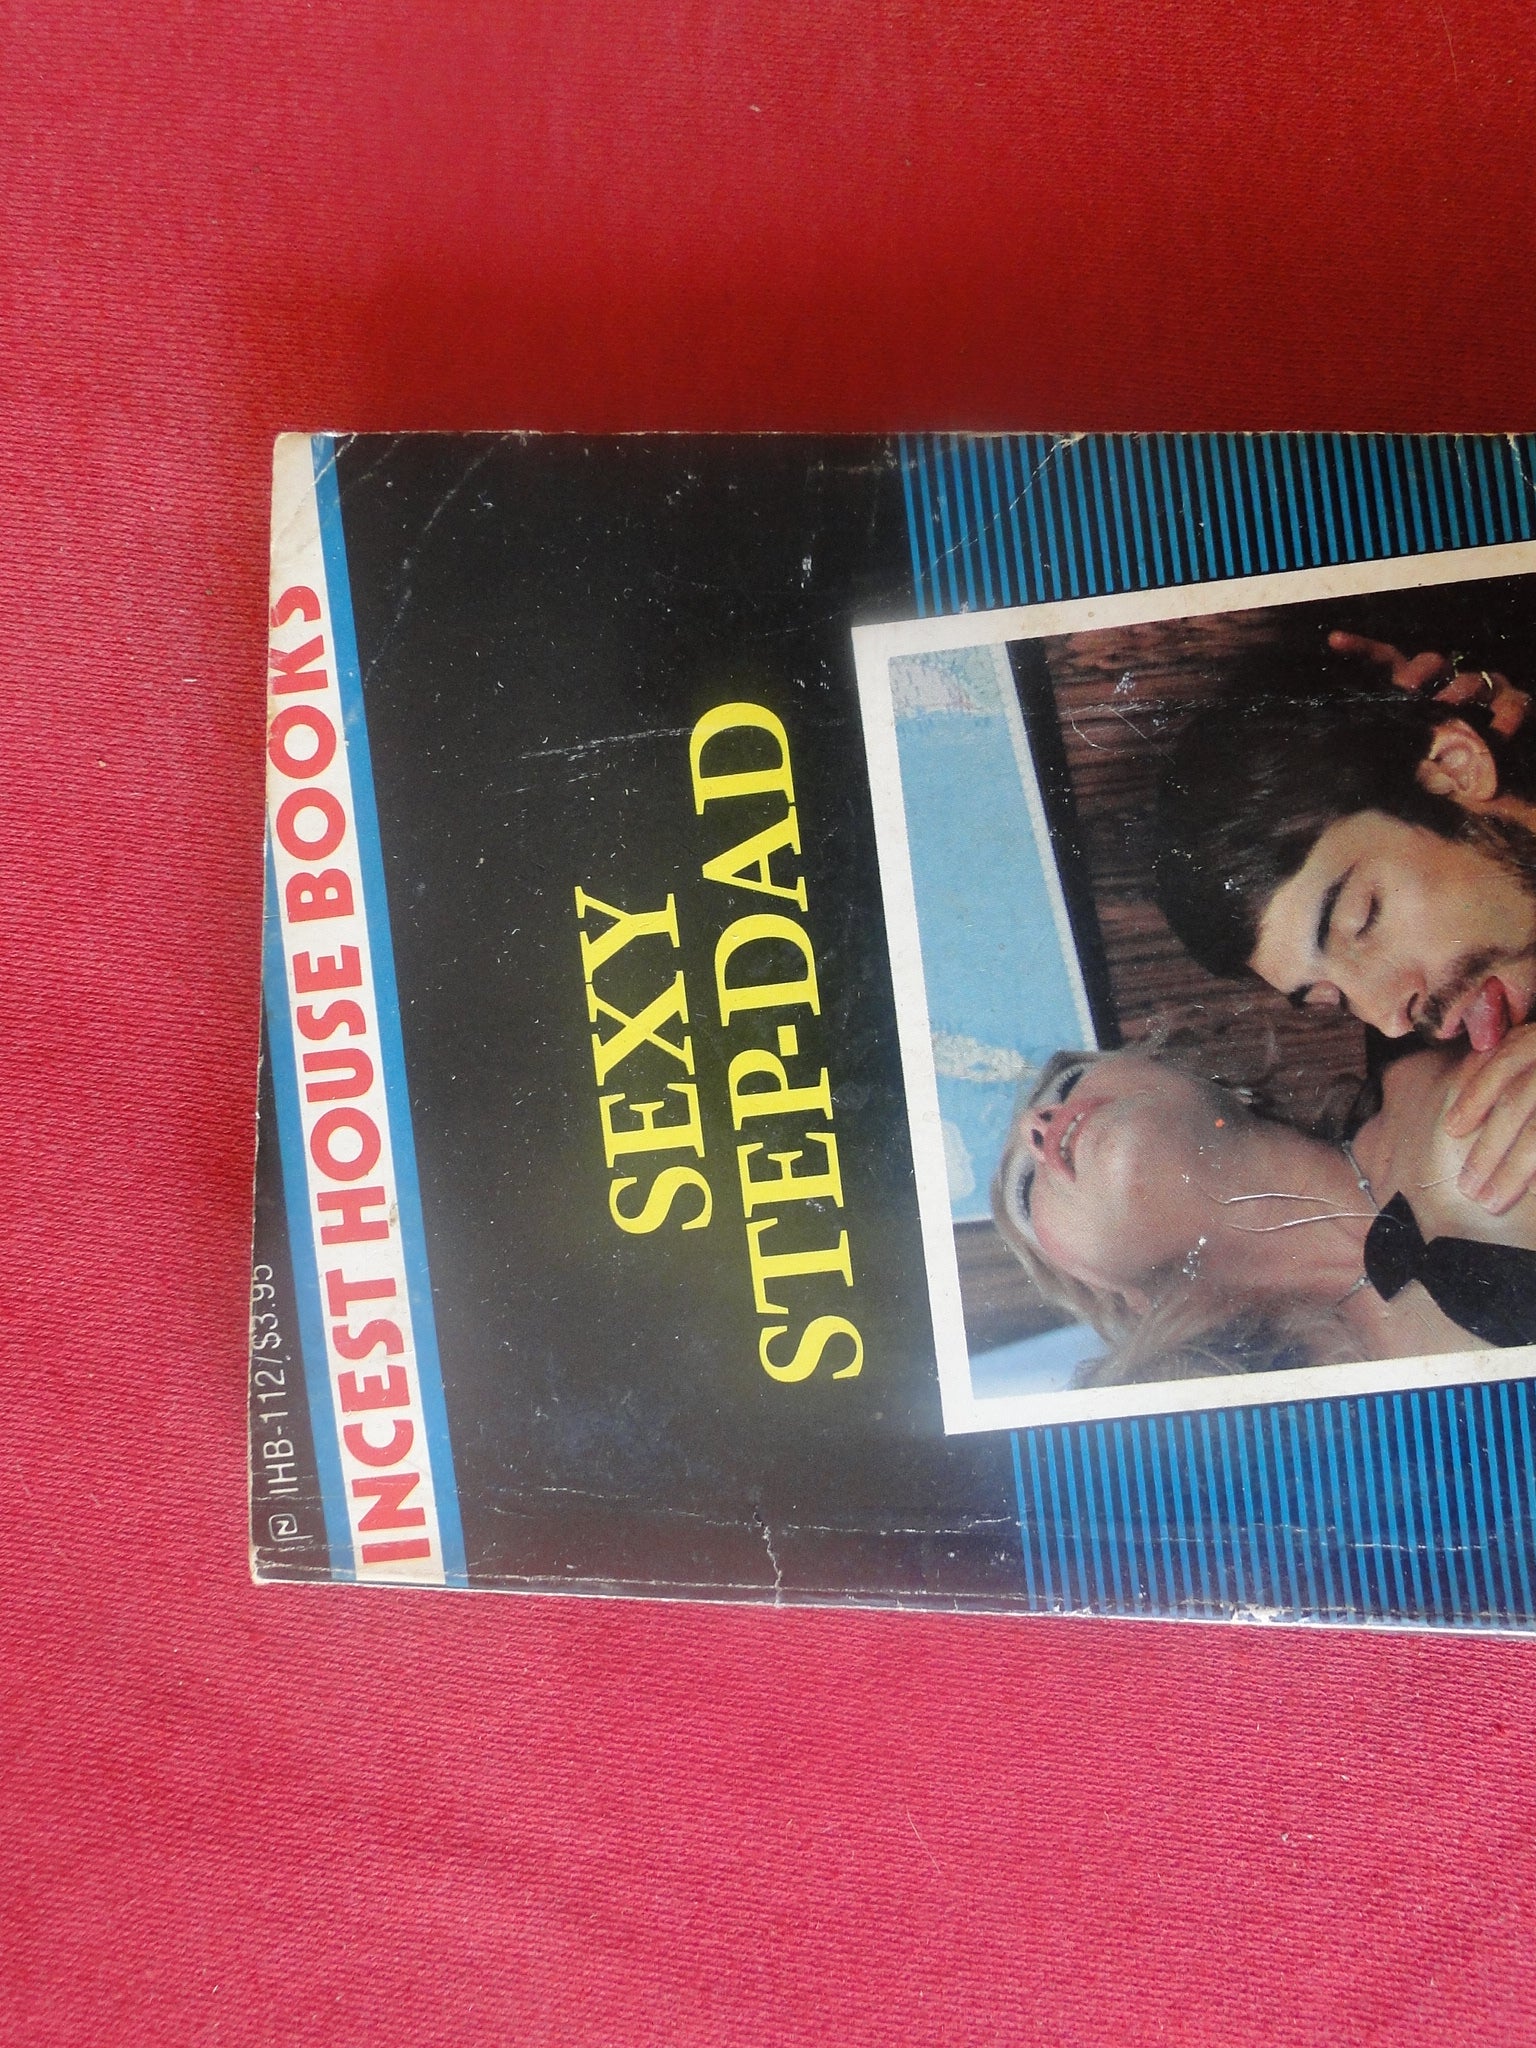 IHB-112/$3.95
INCEST HOUSE BOOKS
SEXY
STEP-DAD